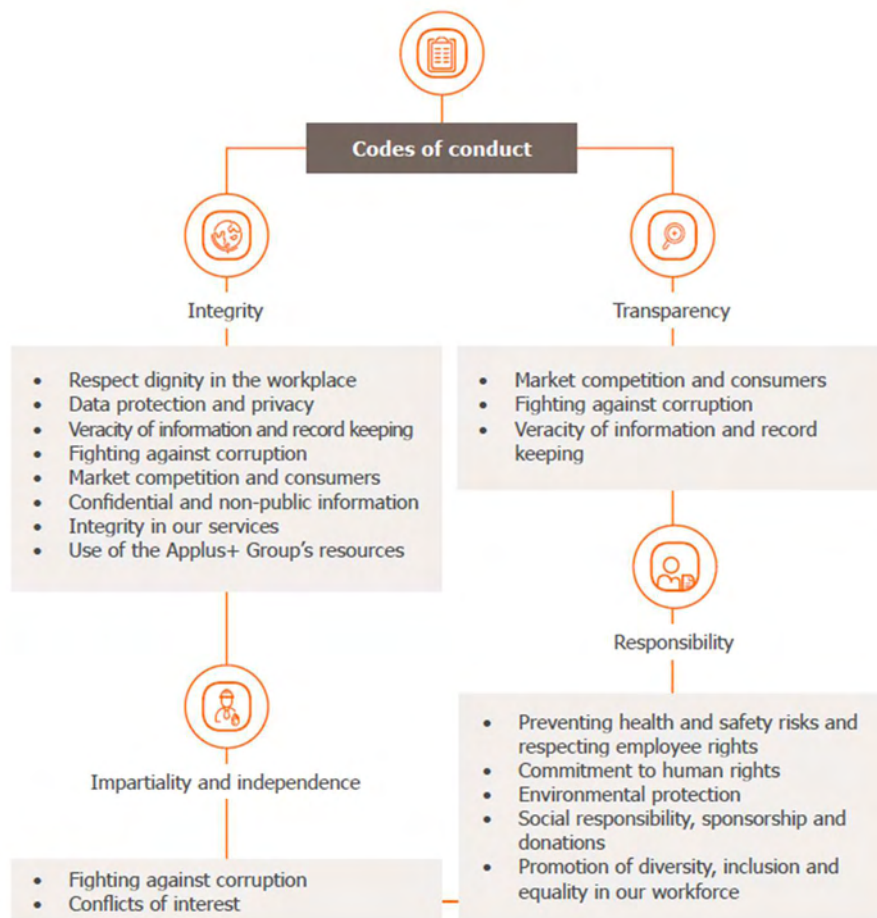 Codes of conduct
Integrity
• Respect dignity in the workplace
• Data protection and privacy
• Veracity of information and record keeping
• Fighting against corruption
• Market competition and consumers
• Confidential and non-public information
• Integrity in our services
• Use of the Applus+ Group’s resources
Impartiality and independence
• Fighting against corruption
• Conflicts of interest
Transparency
• Market competition and consumers
• Fighting against corruption
• Veracity of information and record
keeping
Responsibility
• Preventing health and safety risks and
respecting employee rights
• Commitment to human rights
• Environmental protection
• Social responsibility, sponsorship and
donations
• Promotion of diversity, inclusion and
equality in our workforce